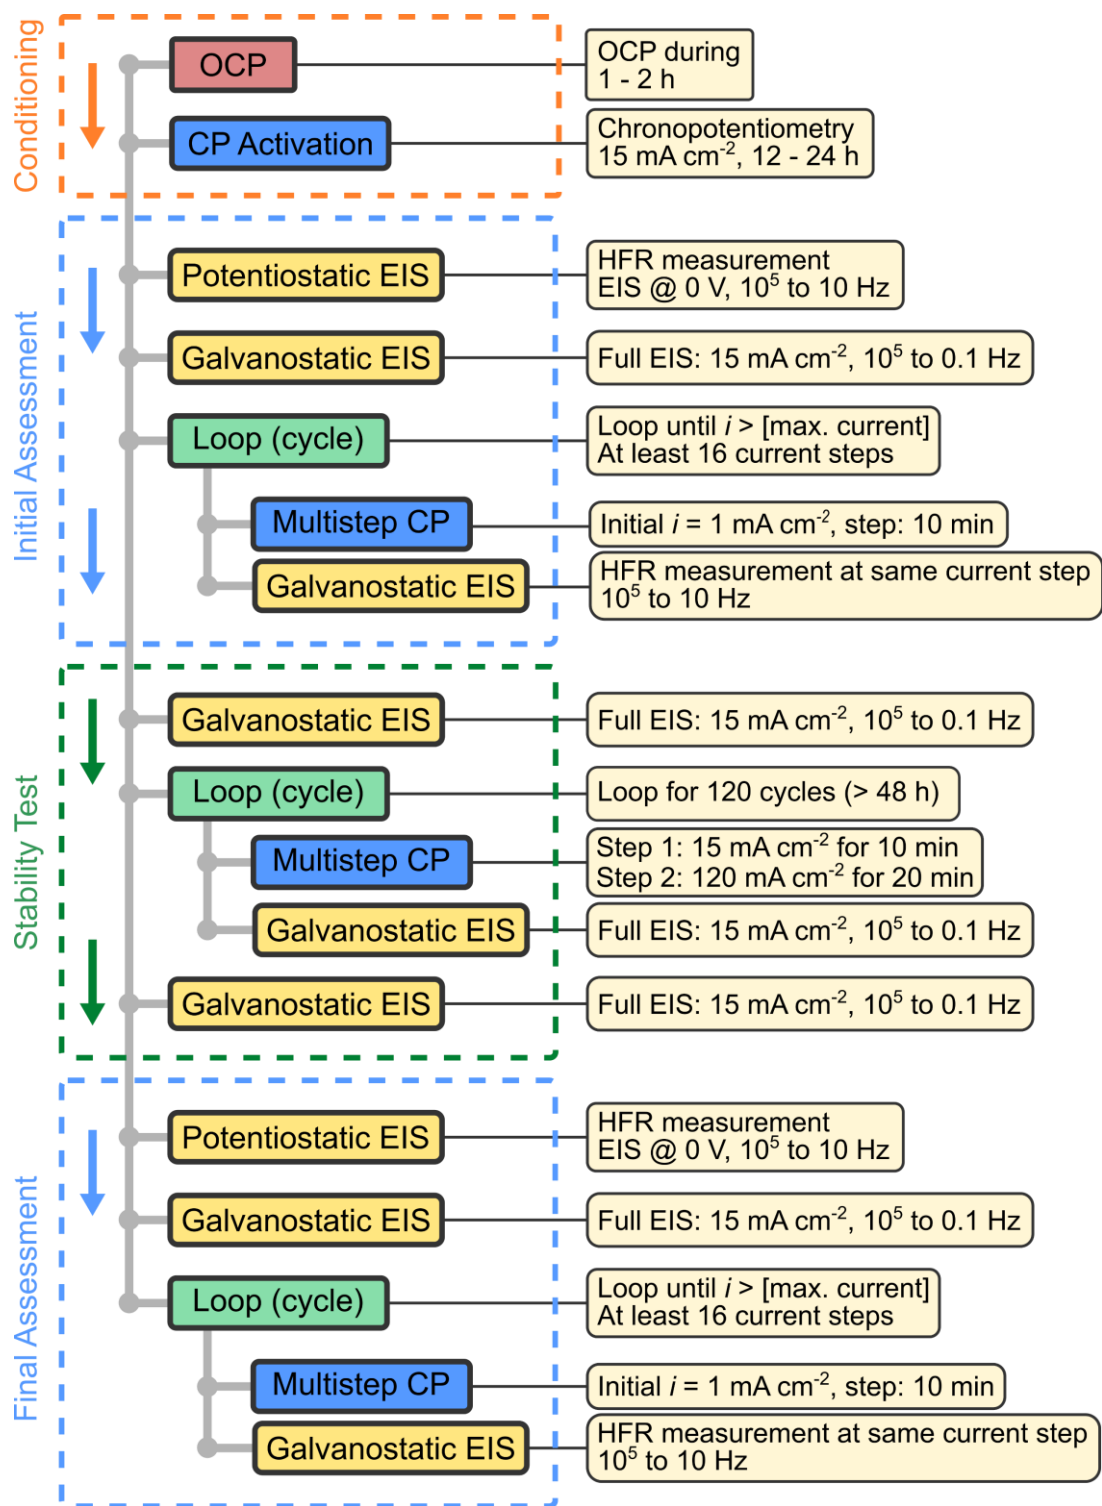 Conditioning
OCP
OCP during
1 - 2 h
CP Activation
Chronopotentiometry
15 mA cm⁻², 12 - 24 h
Initial Assessment
Potentiostatic EIS
HFR measurement
EIS @ 0 V, 10⁵ to 10 Hz
Galvanostatic EIS
Full EIS: 15 mA cm⁻², 10⁵ to 0.1 Hz
Loop (cycle)
Loop until i > [max. current]
At least 16 current steps
Multistep CP
Initial i = 1 mA cm⁻², step: 10 min
Galvanostatic EIS
HFR measurement at same current step
10⁵ to 10 Hz
Stability Test
Galvanostatic EIS
Full EIS: 15 mA cm⁻², 10⁵ to 0.1 Hz
Loop (cycle)
Loop for 120 cycles (> 48 h)
Multistep CP
Step 1: 15 mA cm⁻² for 10 min
Step 2: 120 mA cm⁻² for 20 min
Galvanostatic EIS
Full EIS: 15 mA cm⁻², 10⁵ to 0.1 Hz
Galvanostatic EIS
Full EIS: 15 mA cm⁻², 10⁵ to 0.1 Hz
Final Assessment
Potentiostatic EIS
HFR measurement
EIS @ 0 V, 10⁵ to 10 Hz
Galvanostatic EIS
Full EIS: 15 mA cm⁻², 10⁵ to 0.1 Hz
Loop (cycle)
Loop until i > [max. current]
At least 16 current steps
Multistep CP
Initial i = 1 mA cm⁻², step: 10 min
Galvanostatic EIS
HFR measurement at same current step
10⁵ to 10 Hz